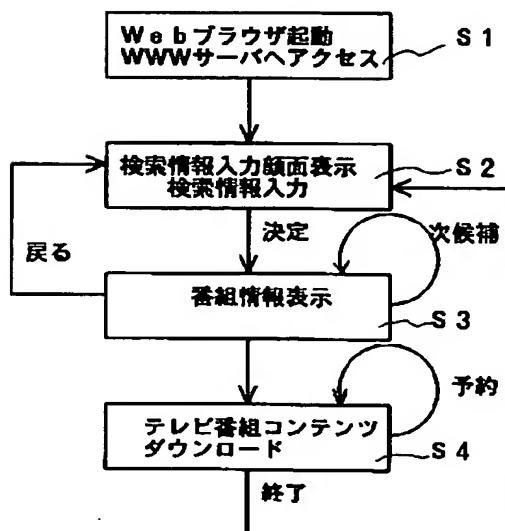 Ｗｅｂブラウザ起動
WWWサーバへアクセス
Ｓ１
検索情報入力顔面表示
検索情報入力
Ｓ２
決定
次候補
戻る
番組情報表示
Ｓ３
予約
テレビ番組コンテンツ
ダウンロード
Ｓ４
終了